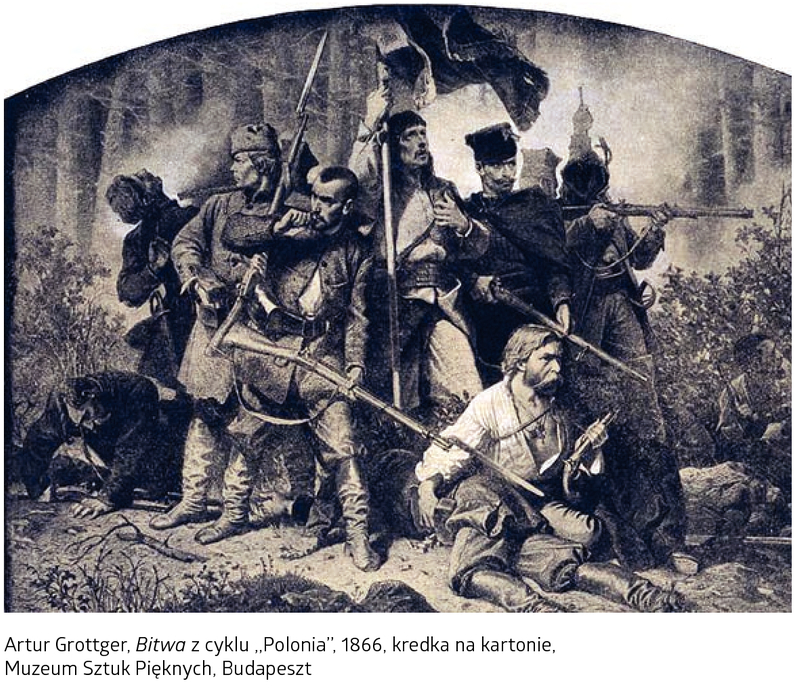 Artur Grottger, Bitwa z cyklu „Polonia”, 1866, kredka na kartonie,
Muzeum Sztuk Pięknych, Budapeszt